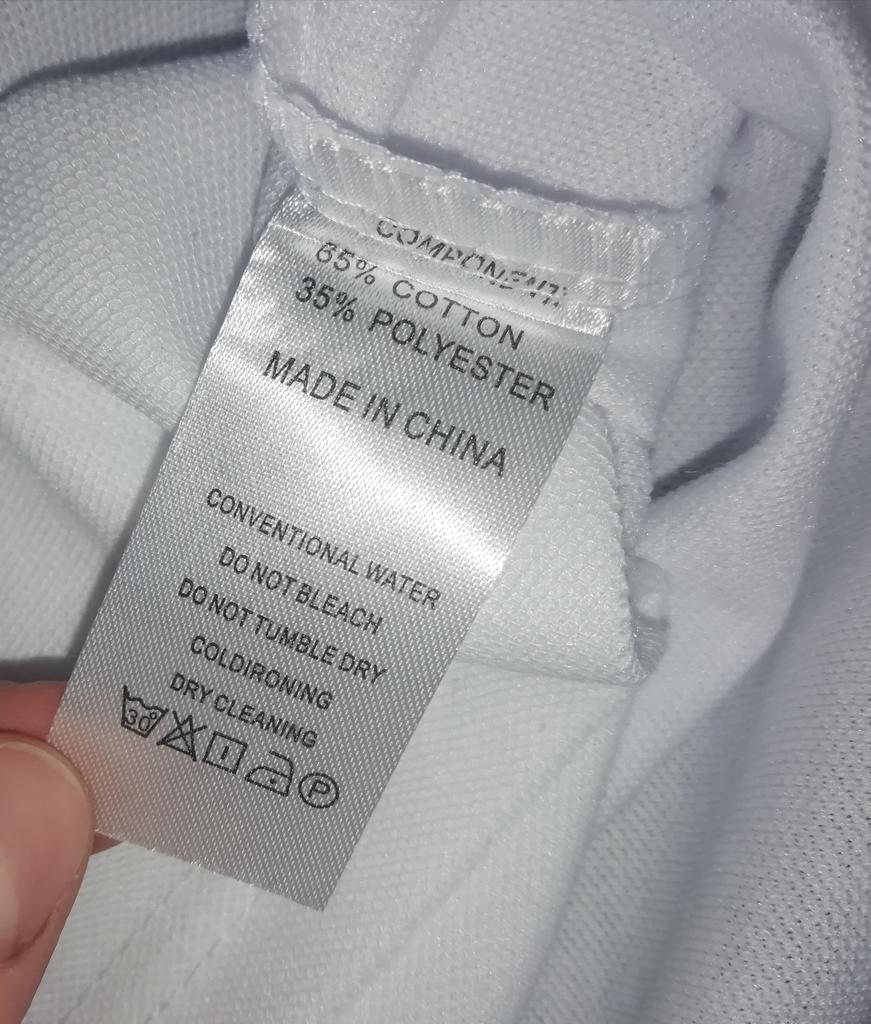 COMPONENT:
65% COTTON
35% POLYESTER
MADE IN CHINA
CONVENTIONAL WATER
DO NOT BLEACH
DO NOT TUMBLE DRY
COLDIRONING
DRY CLEANING
30° P